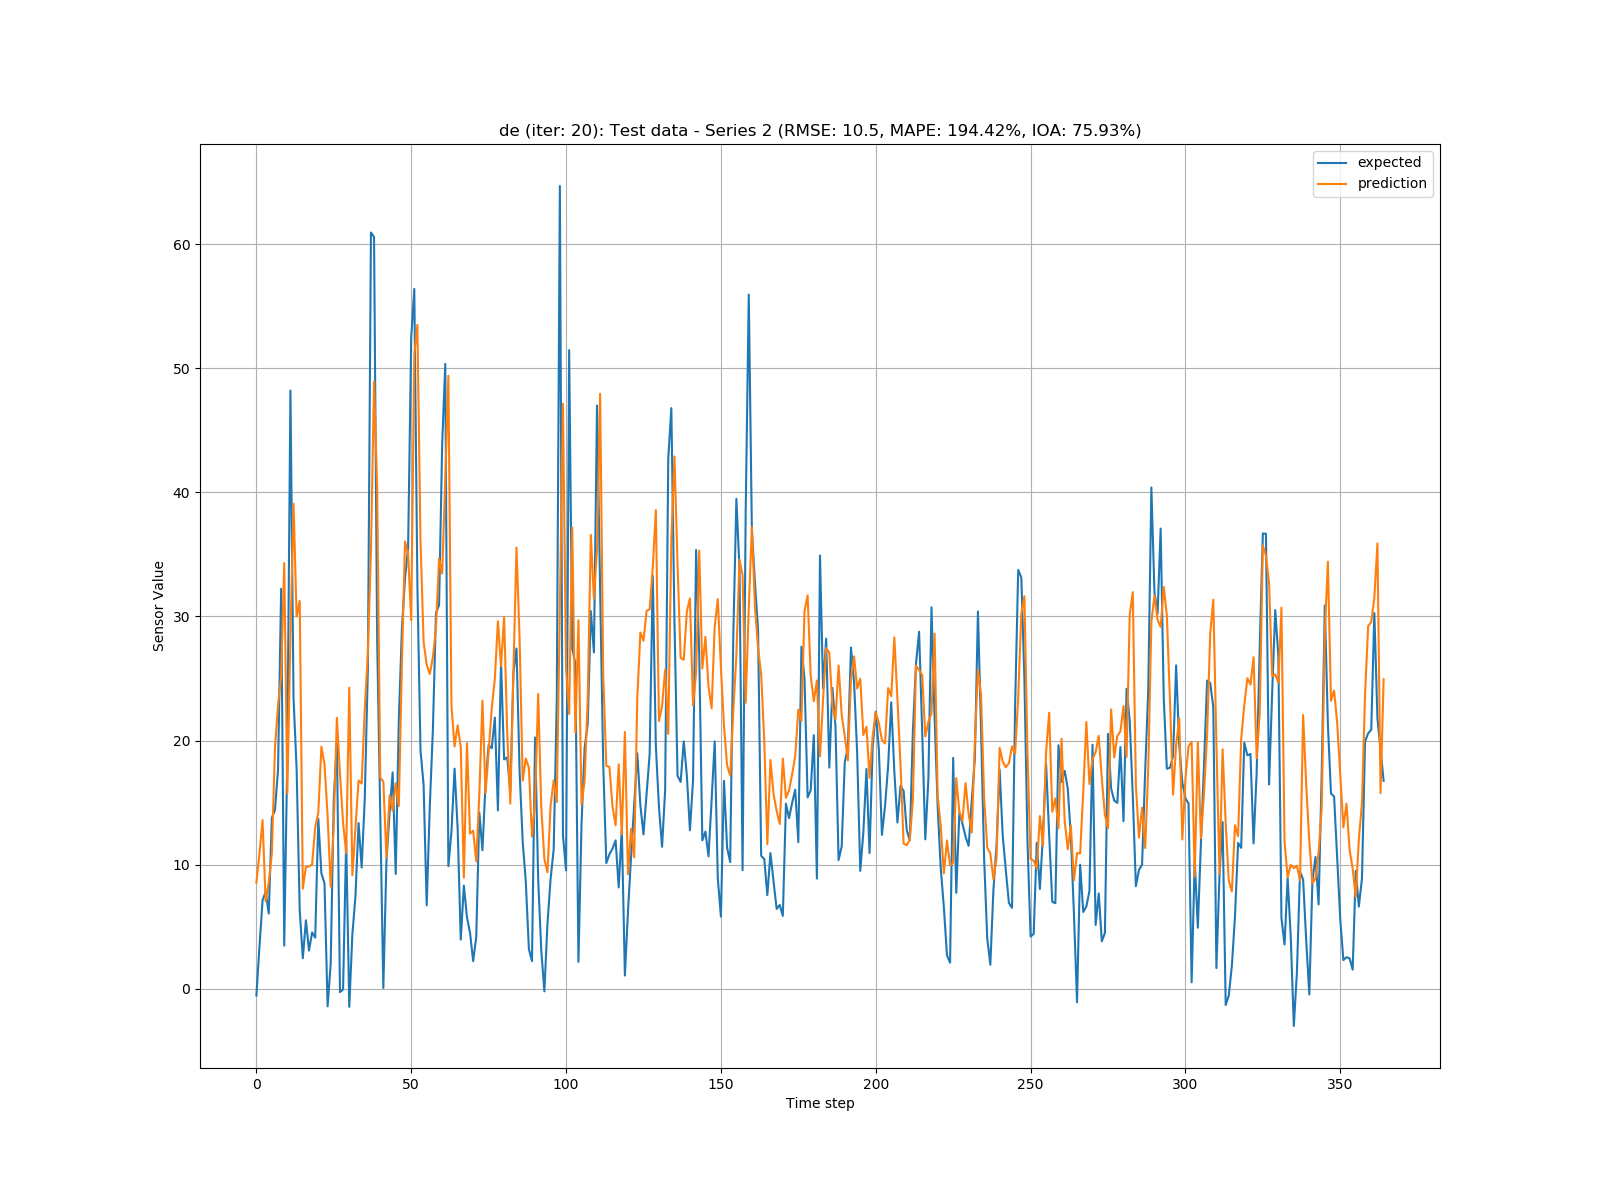 de (iter: 20): Test data - Series 2 (RMSE: 10.5, MAPE: 194.42%, IOA: 75.93%)
expected
prediction
60
50
40
30
20
10
0
Sensor Value
0 50 100 150 200 250 300 350
Time step